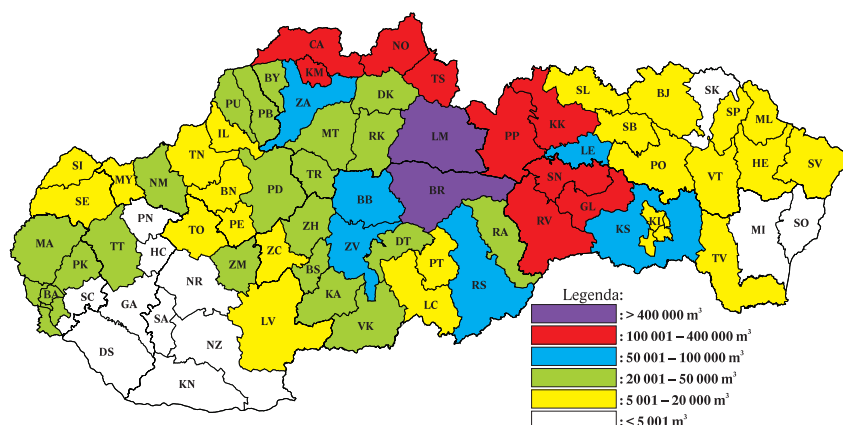 CA
NO
KM
TS
BY
ZA
DK
PU
PB
SL
BJ
SK
IL
MT
RK
LM
PP
KK
SB
SP
ML
TN
LE
PO
HE
SV
SI
MY
NM
BN
PD
TR
BR
SN
VT
SE
BB
GL
RV
PN
TO
PE
ZH
KS
KI
MI
SO
MA
TT
HC
ZC
ZV
DT
RA
PK
ZM
BS
PT
TV
BA
SC
GA
NR
KA
LC
RS
SA
LV
VK
DS
NZ
KN
Legenda:
: > 400 000 m³
: 100 001 – 400 000 m³
: 50 001 – 100 000 m³
: 20 001 – 50 000 m³
: 5 001 – 20 000 m³
: ≤ 5 001 m³